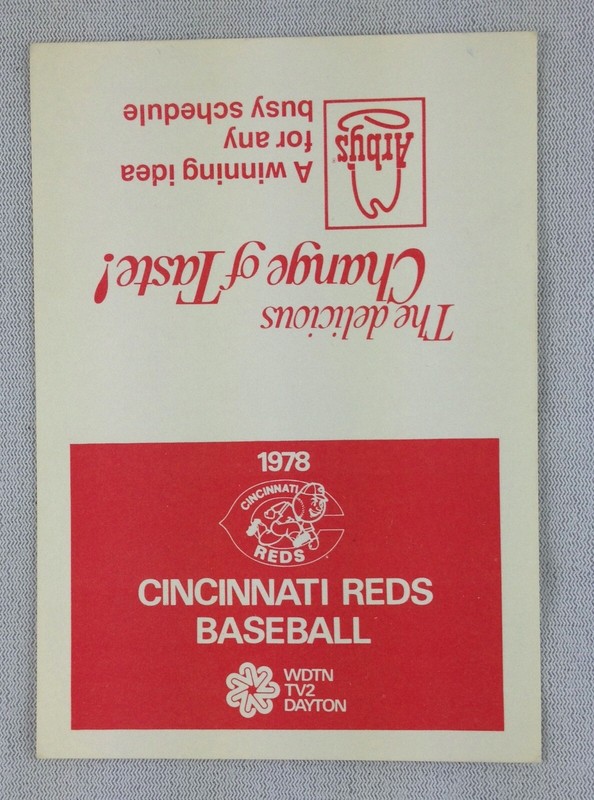 The delicious
Change of Taste!
Arby's
A winning idea
for any
busy schedule
1978
CINCINNATI
REDS
CINCINNATI REDS
BASEBALL
WDTN
TV2
DAYTON